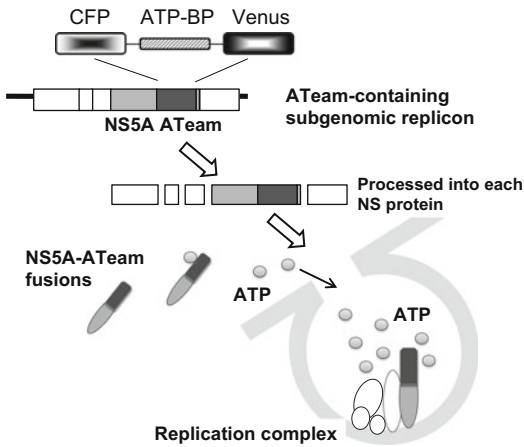 CFP ATP-BP Venus
NS5A ATeam
ATeam-containing
subgenomic replicon
Processed into each
NS protein
NS5A-ATeam
fusions
ATP
ATP
Replication complex